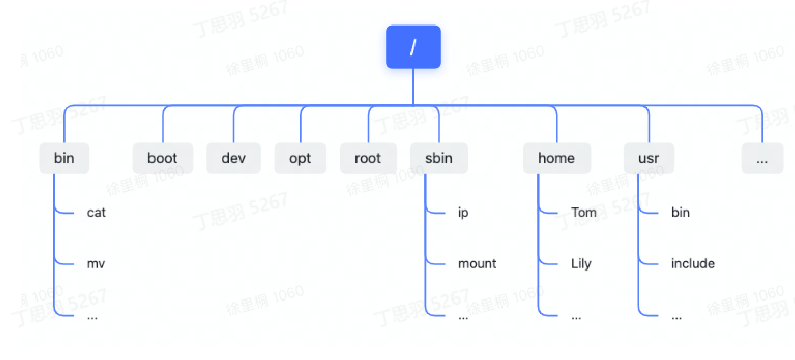 /
bin boot dev opt root sbin home usr ...
cat ip Tom bin
mv mount Lily include
... ... ... ...
丁思羽 5267
徐里桐 1060